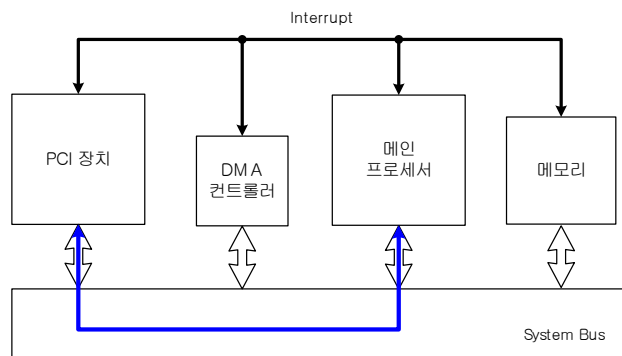 Interrupt
PCI 장치
DMA
컨트롤러
메인
프로세서
메모리
System Bus